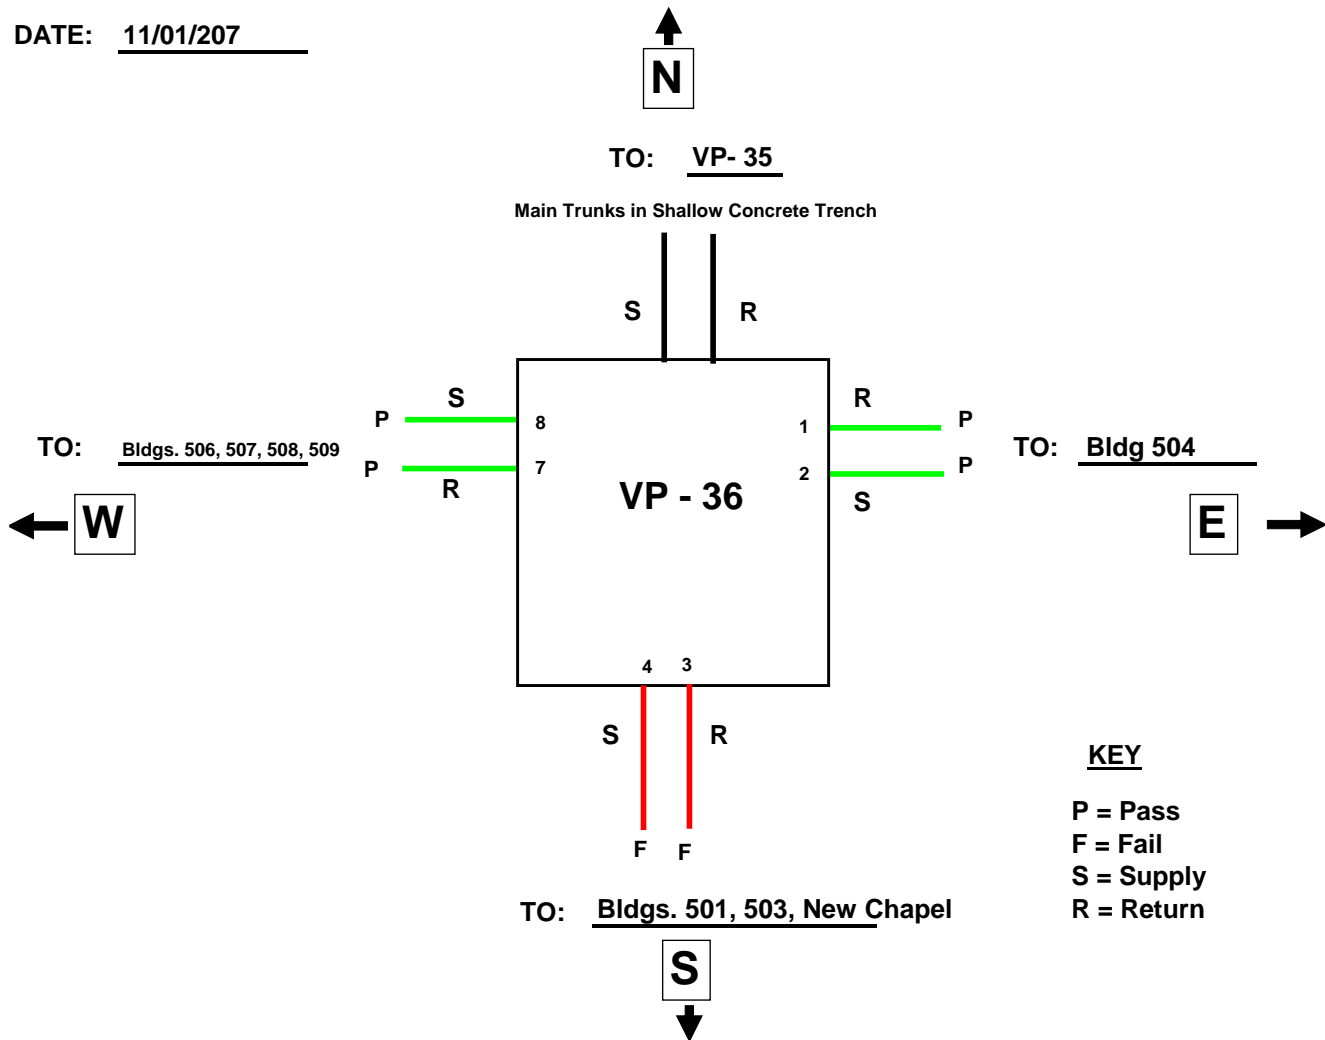 DATE: 11/01/207
N
TO: VP- 35
Main Trunks in Shallow Concrete Trench
S R
S R
P 8 1 P
TO: Bldgs. 506, 507, 508, 509 P 7 2 P TO: Bldg 504
R VP - 36 S
W E
4 3
S R
KEY
P = Pass
F = Fail
F F
S = Supply
TO: Bldgs. 501, 503, New Chapel R = Return
S